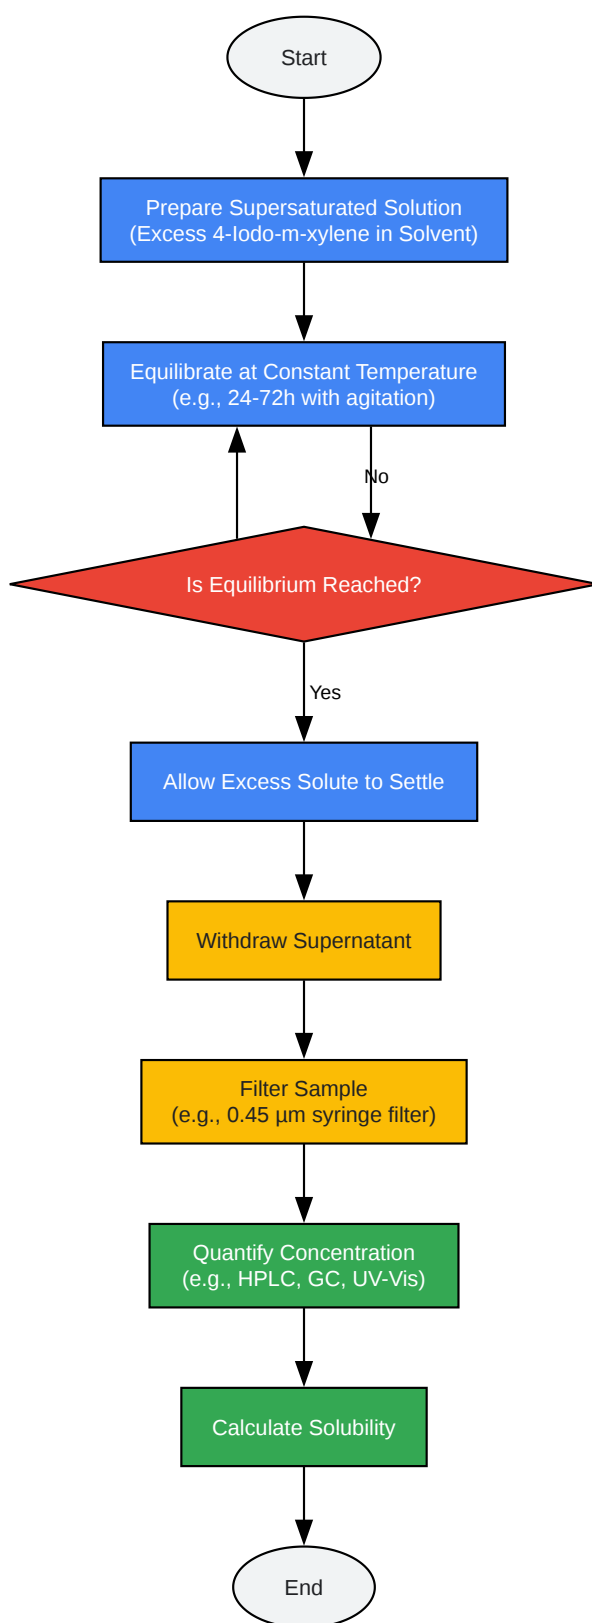 Start
Prepare Supersaturated Solution
(Excess 4-Iodo-m-xylene in Solvent)
Equilibrate at Constant Temperature
(e.g., 24-72h with agitation)
No
Is Equilibrium Reached?
Yes
Allow Excess Solute to Settle
Withdraw Supernatant
Filter Sample
(e.g., 0.45 µm syringe filter)
Quantify Concentration
(e.g., HPLC, GC, UV-Vis)
Calculate Solubility
End